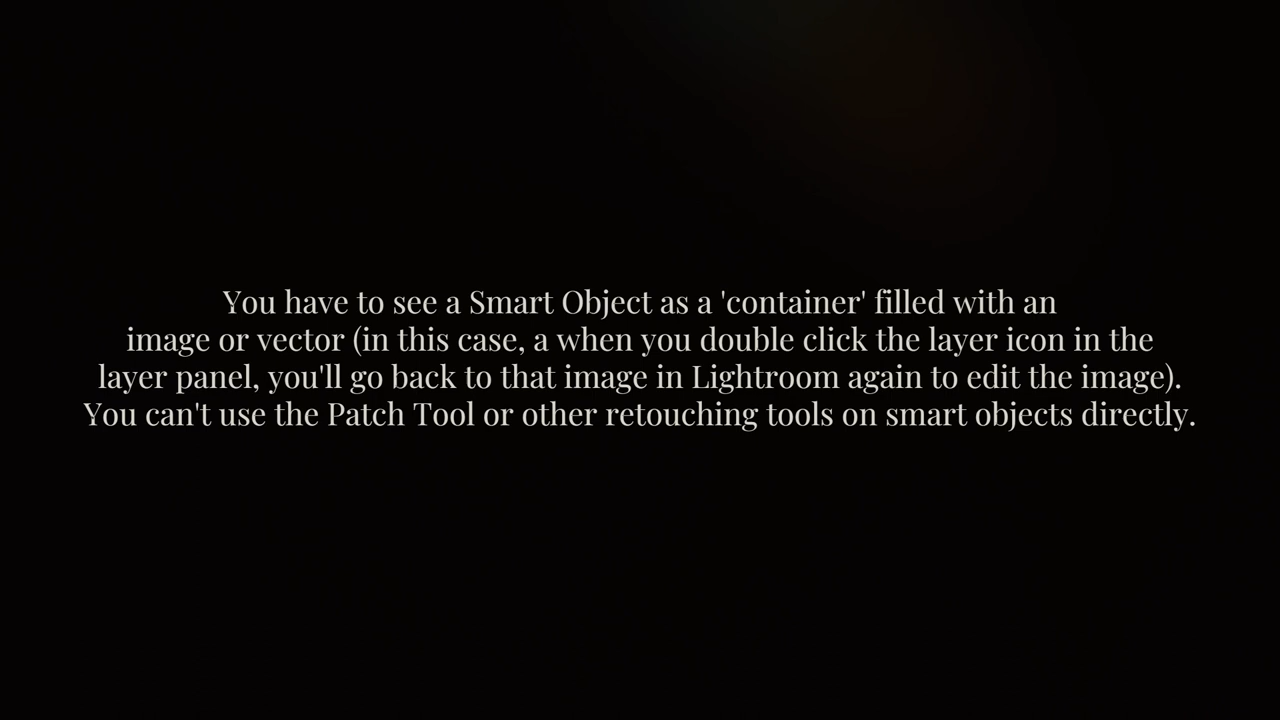 You have to see a Smart Object as a 'container' filled with an
image or vector (in this case, a when you double click the layer icon in the
layer panel, you'll go back to that image in Lightroom again to edit the image).
You can't use the Patch Tool or other retouching tools on smart objects directly.